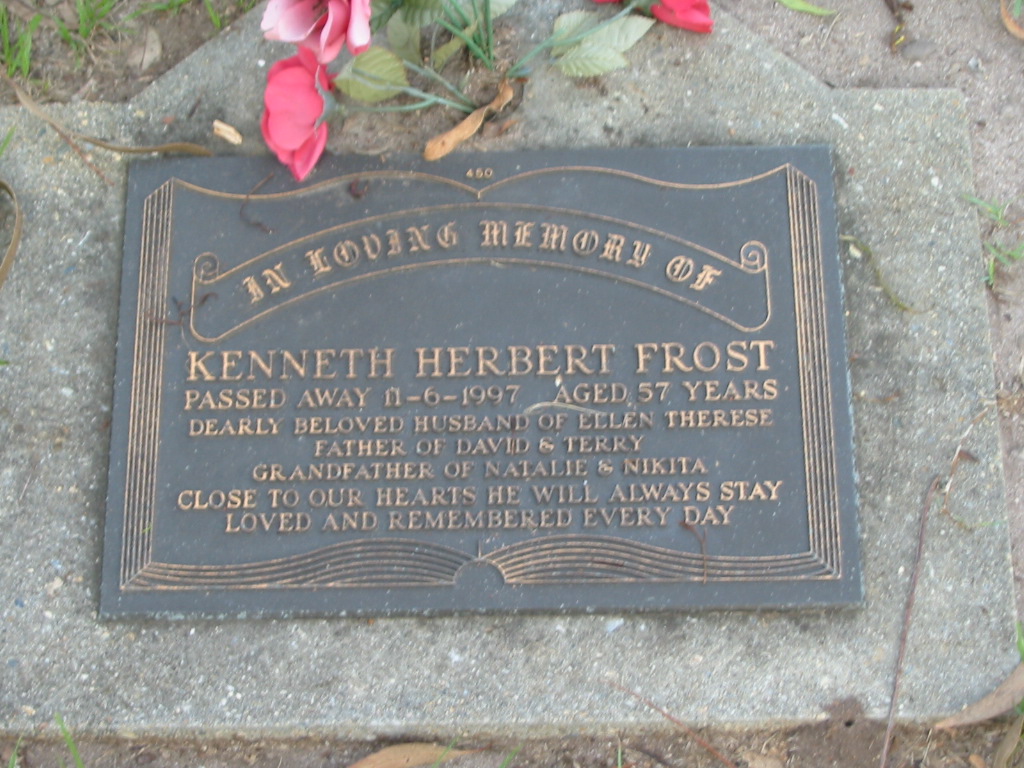 450
IN LOVING MEMORY OF
KENNETH HERBERT FROST
PASSED AWAY 11-6-1997 AGED 57 YEARS
DEARLY BELOVED HUSBAND OF ELLEN THERESE
FATHER OF DAVID & TERRY
GRANDFATHER OF NATALIE & NIKITA
CLOSE TO OUR HEARTS HE WILL ALWAYS STAY
LOVED AND REMEMBERED EVERY DAY